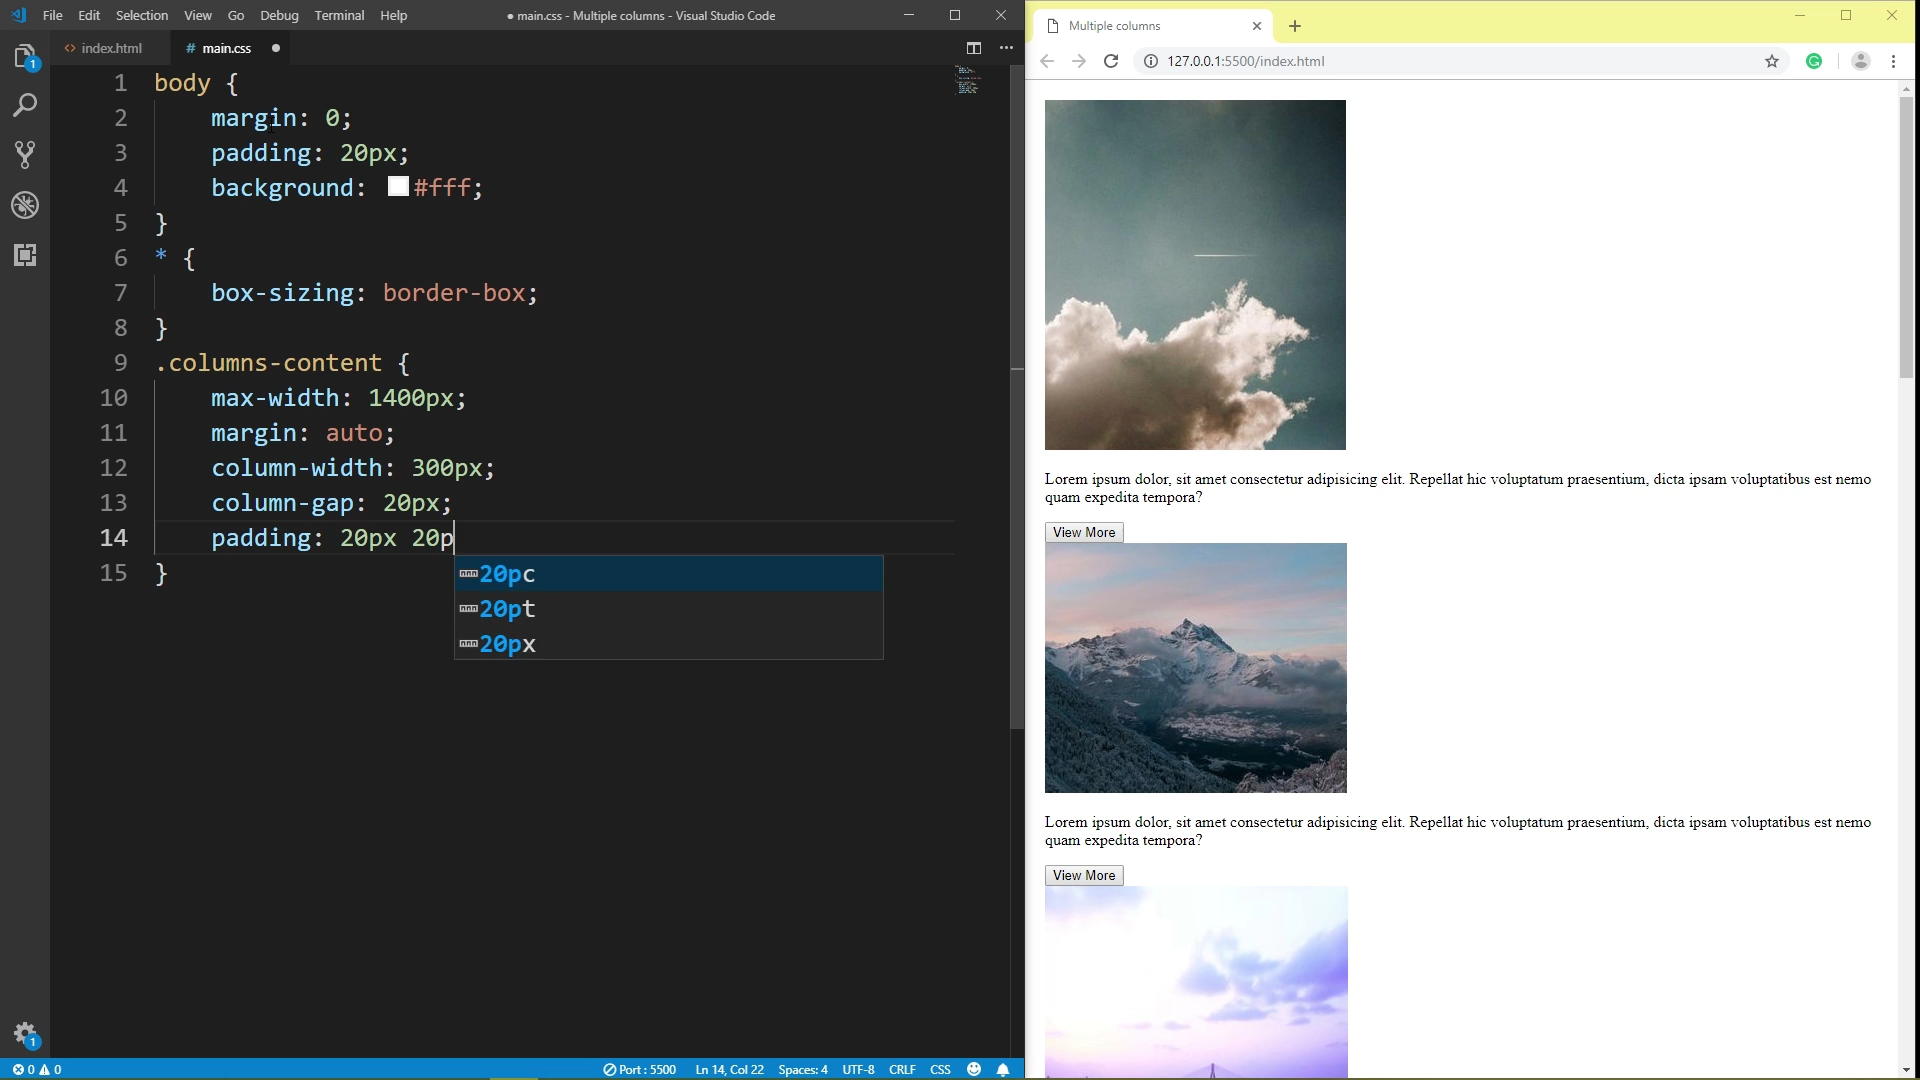 File Edit Selection View Go Debug Terminal Help
● main.css - Multiple columns - Visual Studio Code
1
index.html
# main.css ●
1 body {
2 margin: 0;
3 padding: 20px;
4 background: #fff;
5 }
6 * {
7 box-sizing: border-box;
8 }
9 .columns-content {
10 max-width: 1400px;
11 margin: auto;
12 column-width: 300px;
13 column-gap: 20px;
14 padding: 20px 20p
15 }
20pc
20pt
20px
1
0 0
Port : 5500 Ln 14, Col 22 Spaces: 4 UTF-8 CRLF CSS
Multiple columns
127.0.0.1:5500/index.html
Lorem ipsum dolor, sit amet consectetur adipisicing elit. Repellat hic voluptatum praesentium, dicta ipsam voluptatibus est nemo
quam expedita tempora?
View More
Lorem ipsum dolor, sit amet consectetur adipisicing elit. Repellat hic voluptatum praesentium, dicta ipsam voluptatibus est nemo
quam expedita tempora?
View More